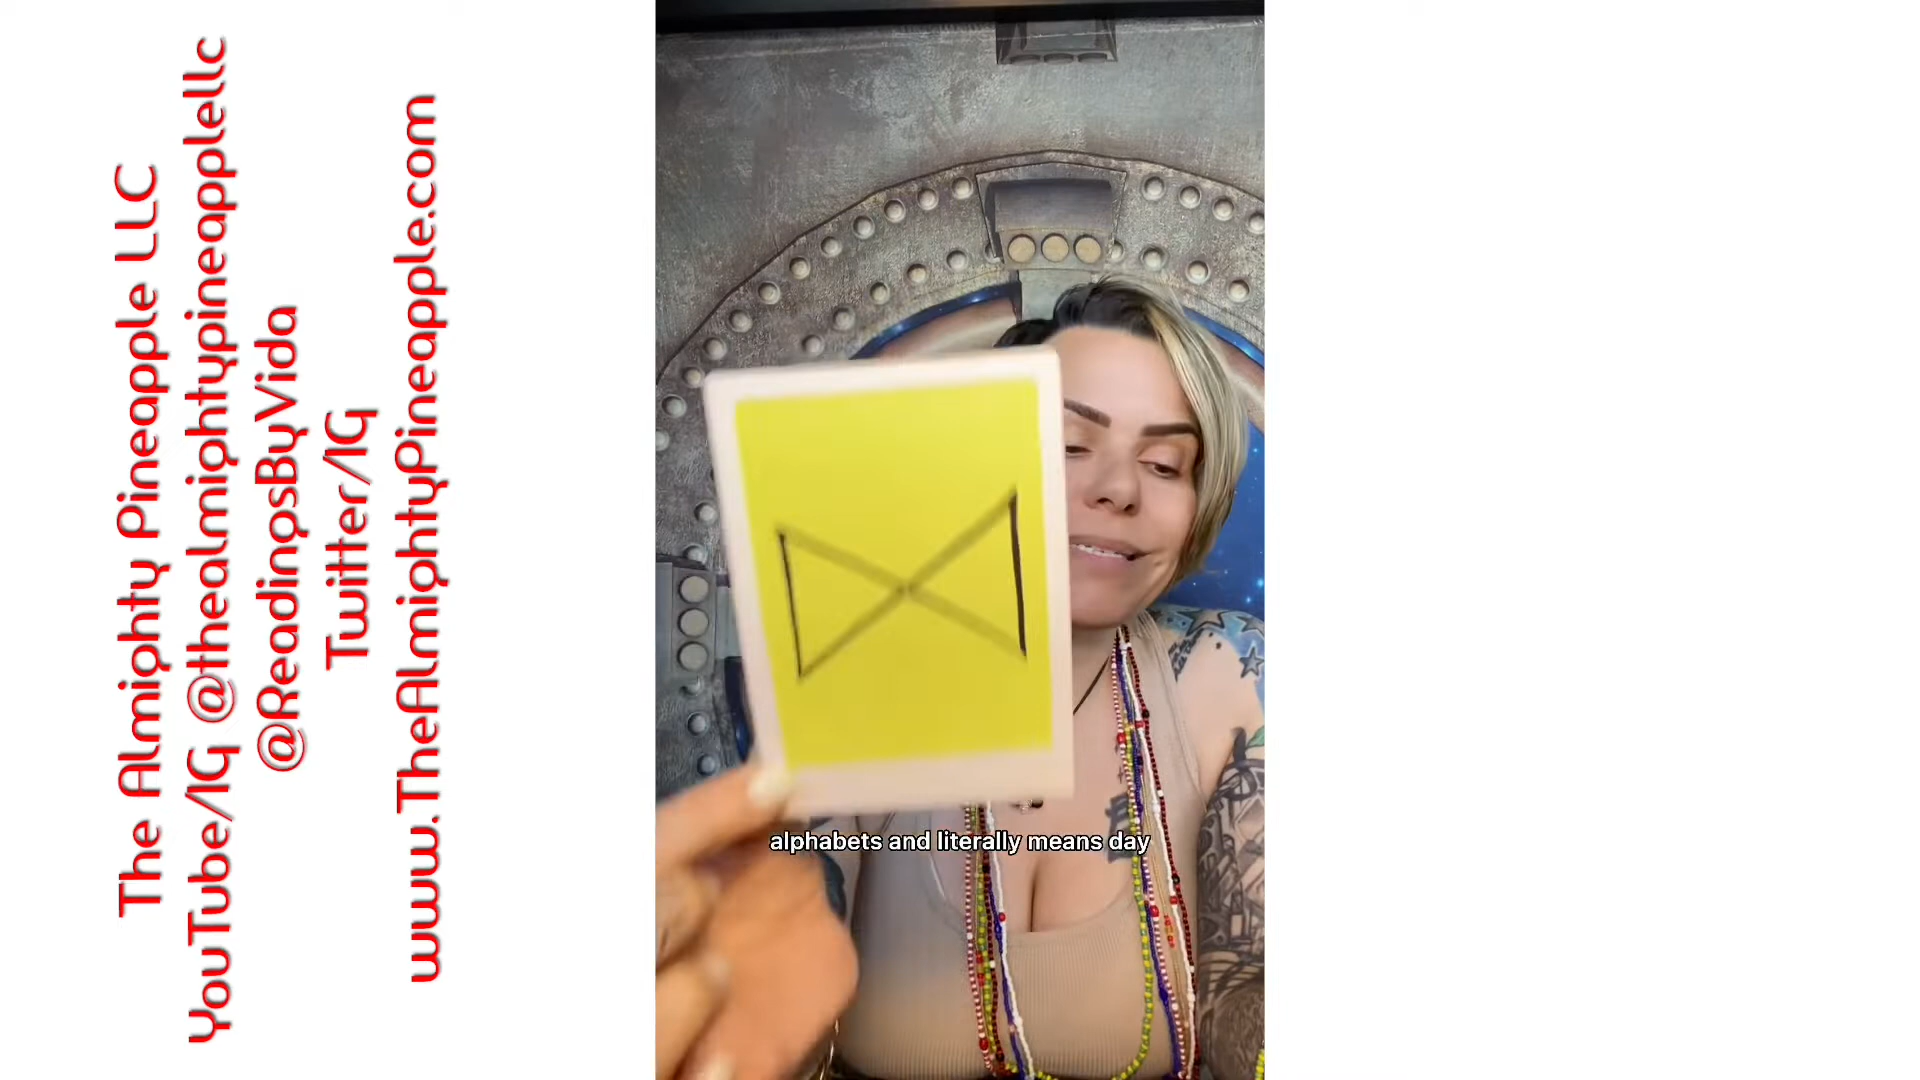 The Almighty Pineapple LLC
YouTube/IG @thealmightypineapplellc
@ReadingsByVida
Twitter/IG
www.TheAlmightyPineapple.com
alphabets and literally means day